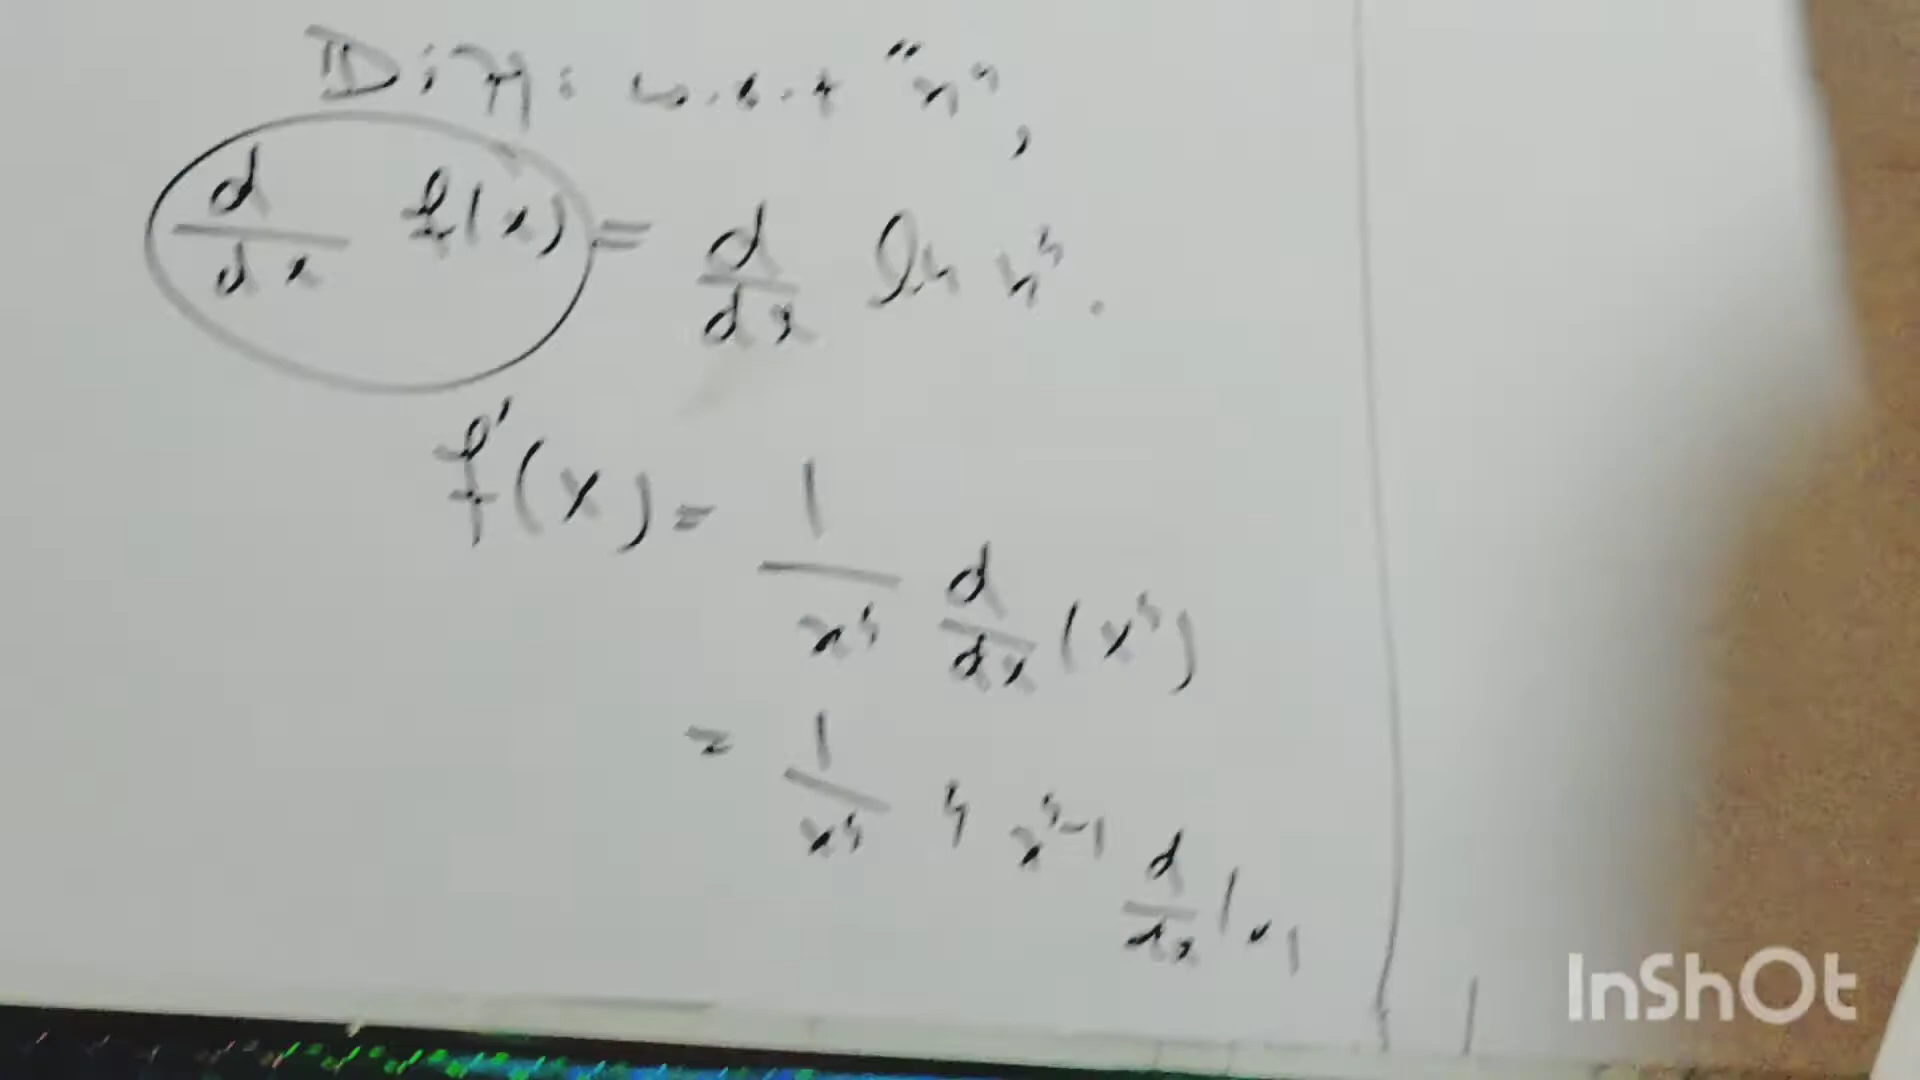 Diff: w.r.t "x",
d/dx f(x) = d/dx ln x⁵.
f'(x) = 1/x⁵ d/dx (x⁵)
= 1/x⁵ 5 x⁵⁻¹ d/dx (x)
InShOt